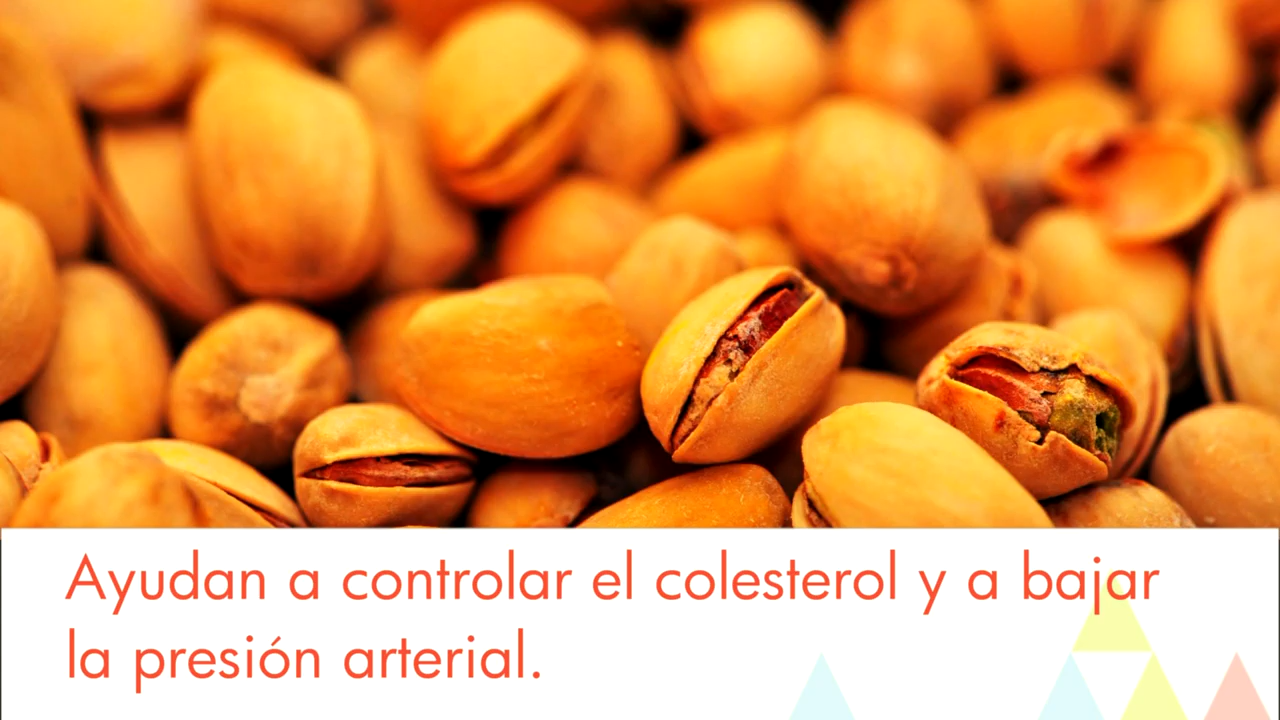 Ayudan a controlar el colesterol y a bajar
la presión arterial.